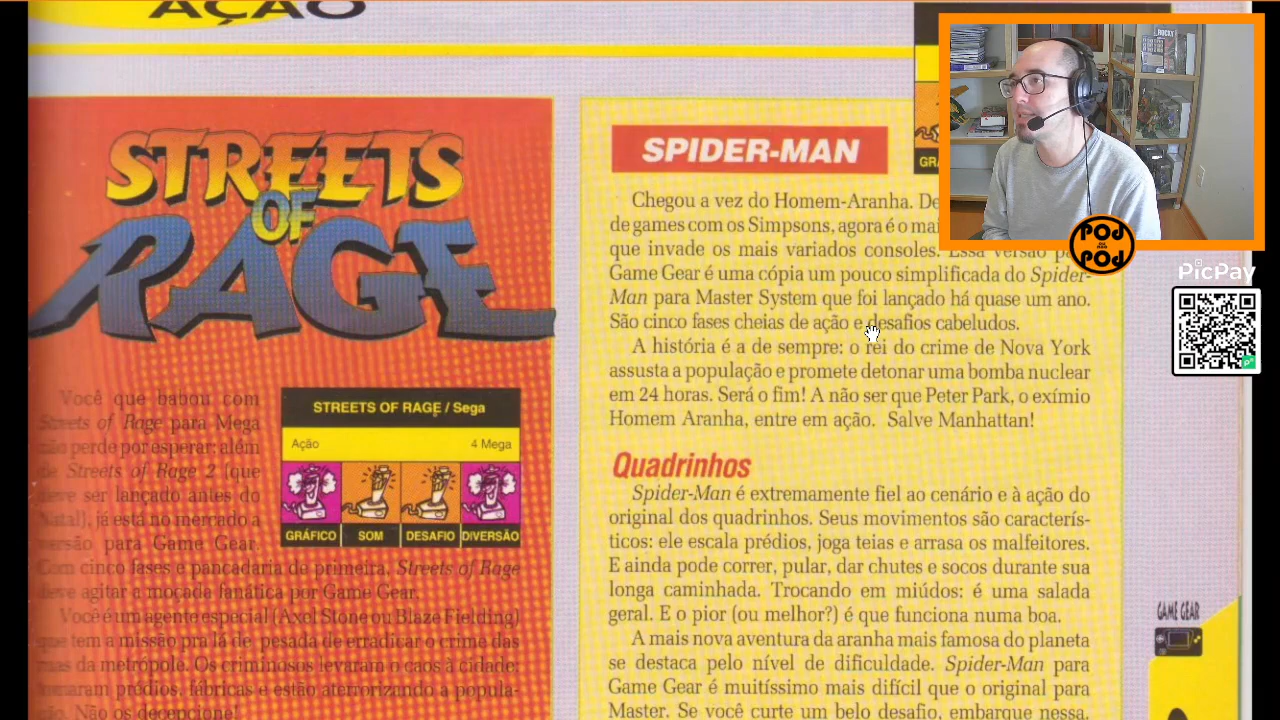 AÇÃO
STREETS
OF
RAGE
Você que babou com
Streets of Rage para Mega
não perde por esperar: além
de Streets of Rage 2 (que
deve ser lançado antes do
Natal), já está no mercado a
versão para Game Gear.
Com cinco fases e pancadaria de primeira, Streets of Rage
deve agitar a moçada fanática por Game Gear.
Você é um agente especial (Axol Stone ou Blaze Fielding)
que tem a missão pra lá de pesada de erradicar o crime das
ruas da metrópole. Os criminosos levaram o caos à cidade:
tomaram prédios, fábricas e estão aterrorizando a popula-
ção. Não os decepcione!
STREETS OF RAGE / Sega
Ação 4 Mega
GRÁFICO SOM DESAFIO DIVERSÃO
SPIDER-MAN
Chegou a vez do Homem-Aranha.
de games com os Simpsons, agora é o
que invade os mais variados consoles. Essa versão
Game Gear é uma cópia um pouco simplificada do Spider-
Man para Master System que foi lançado há quase um ano.
São cinco fases cheias de ação e desafios cabeludos.
A história é a de sempre: o rei do crime de Nova York
assusta a população e promete detonar uma bomba nuclear
em 24 horas. Será o fim! A não ser que Peter Park, o exímio
Homem Aranha, entre em ação. Salve Manhattan!
Quadrinhos
Spider-Man é extremamente fiel ao cenário e à ação do
original dos quadrinhos. Seus movimentos são caracterís-
ticos: ele escala prédios, joga teias e arrasa os malfeitores.
E ainda pode correr, pular, dar chutes e socos durante sua
longa caminhada. Trocando em miúdos: é uma salada
geral. E o pior (ou melhor?) é que funciona numa boa.
A mais nova aventura da aranha mais famosa do planeta
se destaca pelo nível de dificuldade. Spider-Man para
Game Gear é muitíssimo mais difícil que o original para
Master. Se você curte um belo desafio, embarque nessa.
ROCKY
POD
POD
PicPay
GAME GEAR